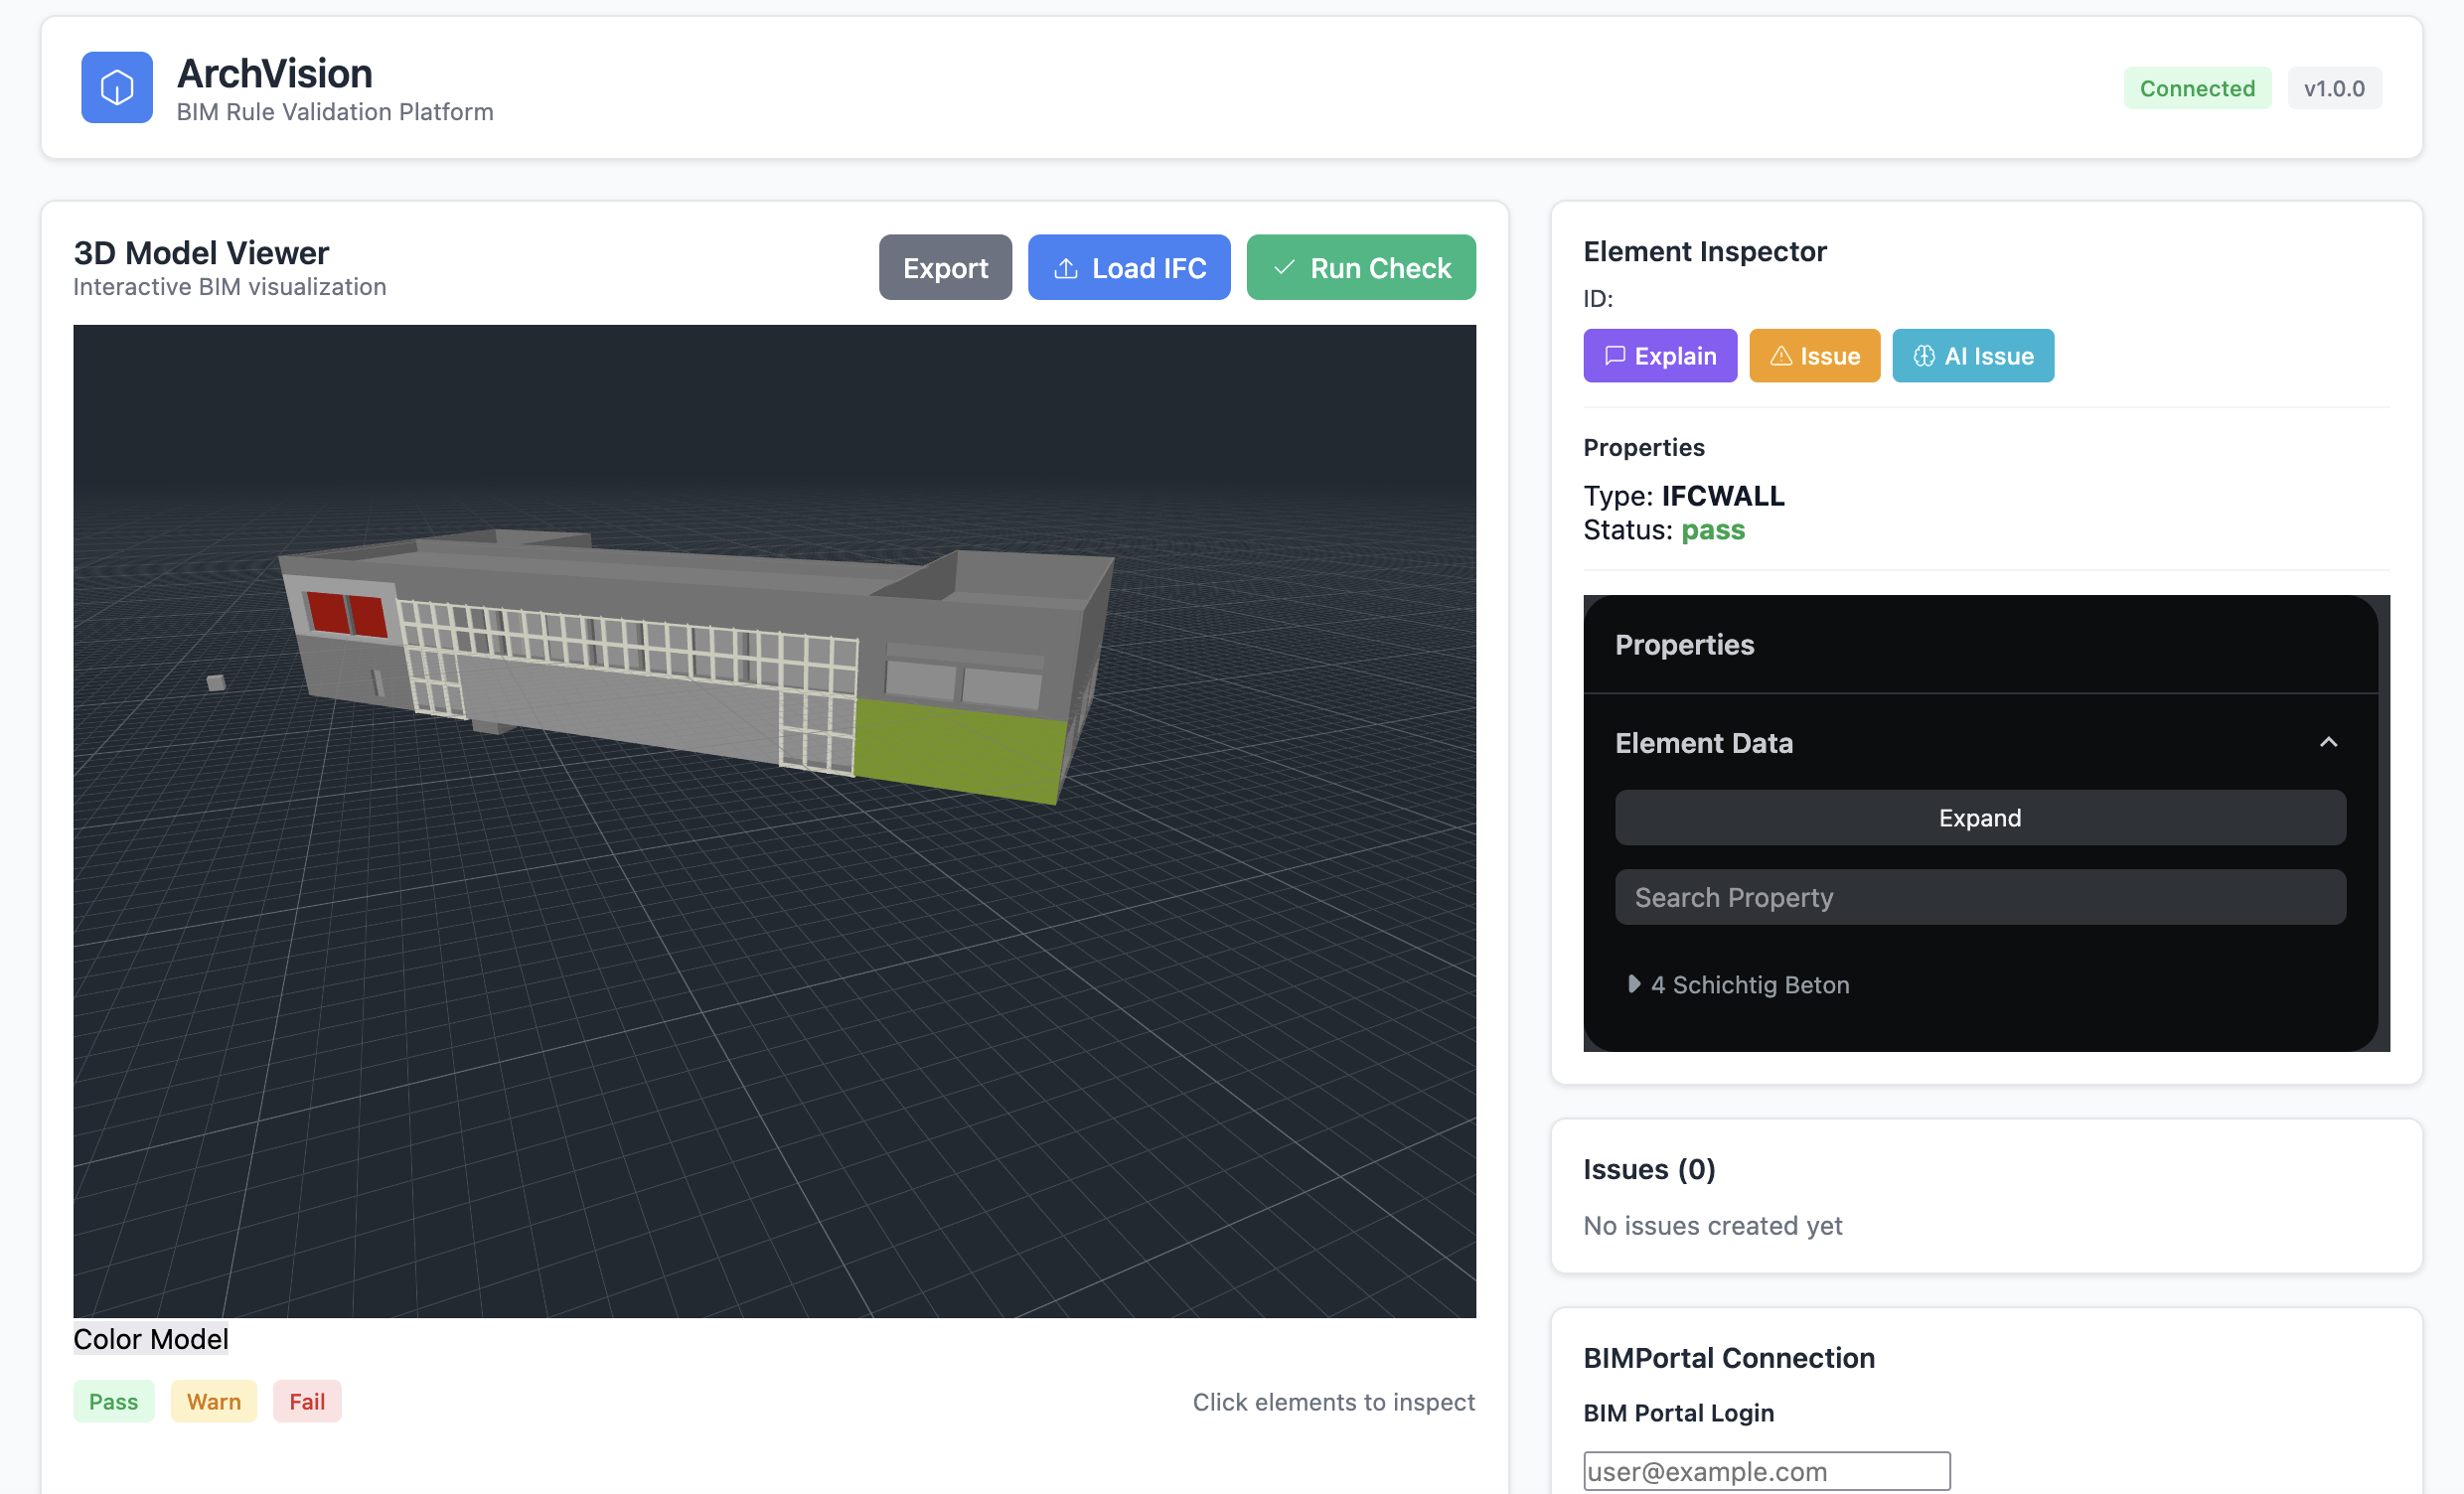 ArchVision
BIM Rule Validation Platform
Connected
v1.0.0
3D Model Viewer
Interactive BIM visualization
Export
Load IFC
Run Check
Color Model
Pass
Warn
Fail
Click elements to inspect
Element Inspector
ID:
Explain
Issue
AI Issue
Properties
Type: IFCWALL
Status: pass
Properties
Element Data
Expand
Search Property
4 Schichtig Beton
Issues (0)
No issues created yet
BIMPortal Connection
BIM Portal Login
user@example.com